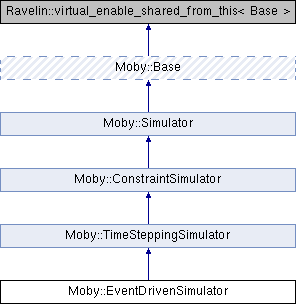 Ravelin::virtual_enable_shared_from_this< Base >
Moby::Base
Moby::Simulator
Moby::ConstraintSimulator
Moby::TimeSteppingSimulator
Moby::EventDrivenSimulator